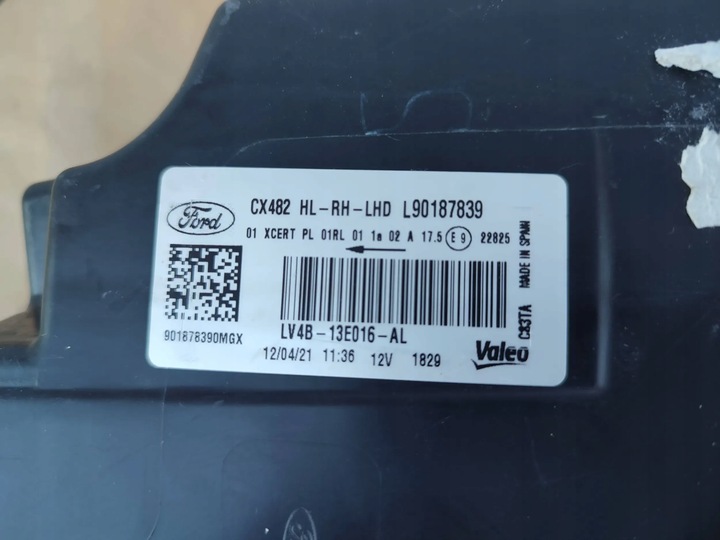 Ford
CX482 HL-RH-LHD L90187839
01 XCERT PL 01RL 01 1a 02 A 17.5 E9 22825
901878390MGX
LV4B-13E016-AL
12/04/21 11:36 12V 1829
Valeo
C83TA MADE IN SPAIN